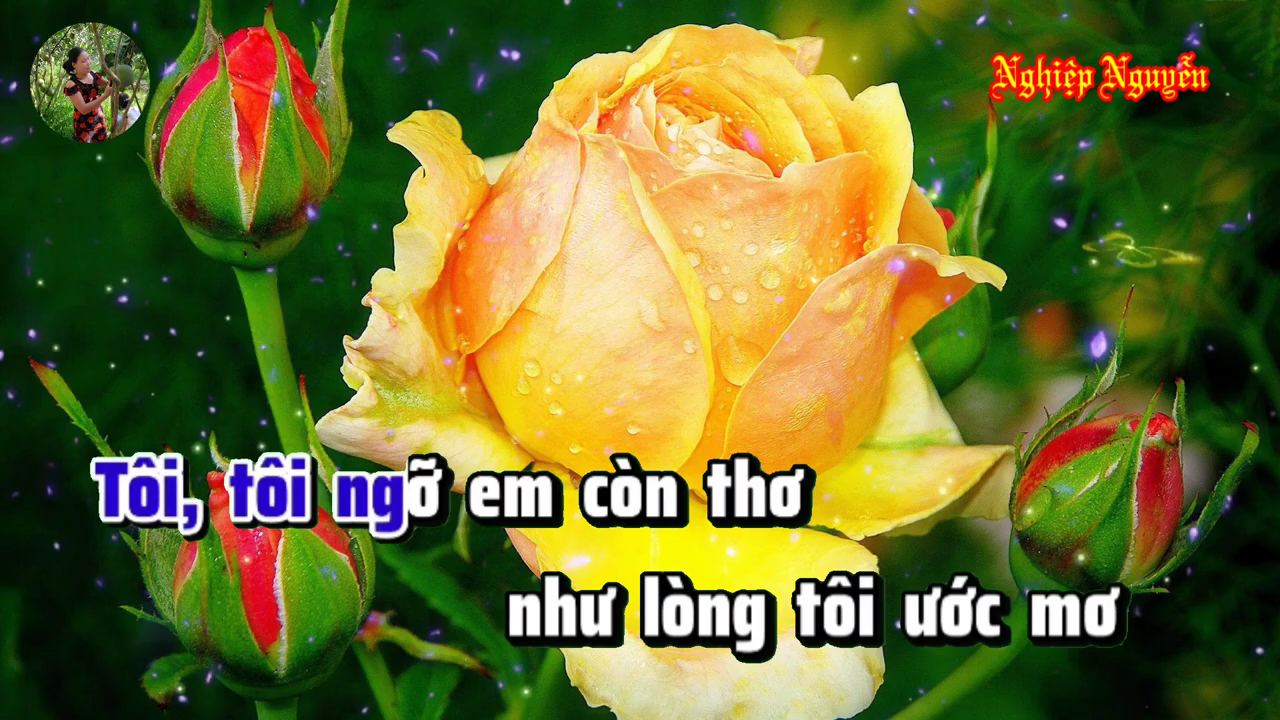 Nghiệp Nguyễn
Tôi, tôi ngỡ em còn thơ
như lòng tôi ước mơ